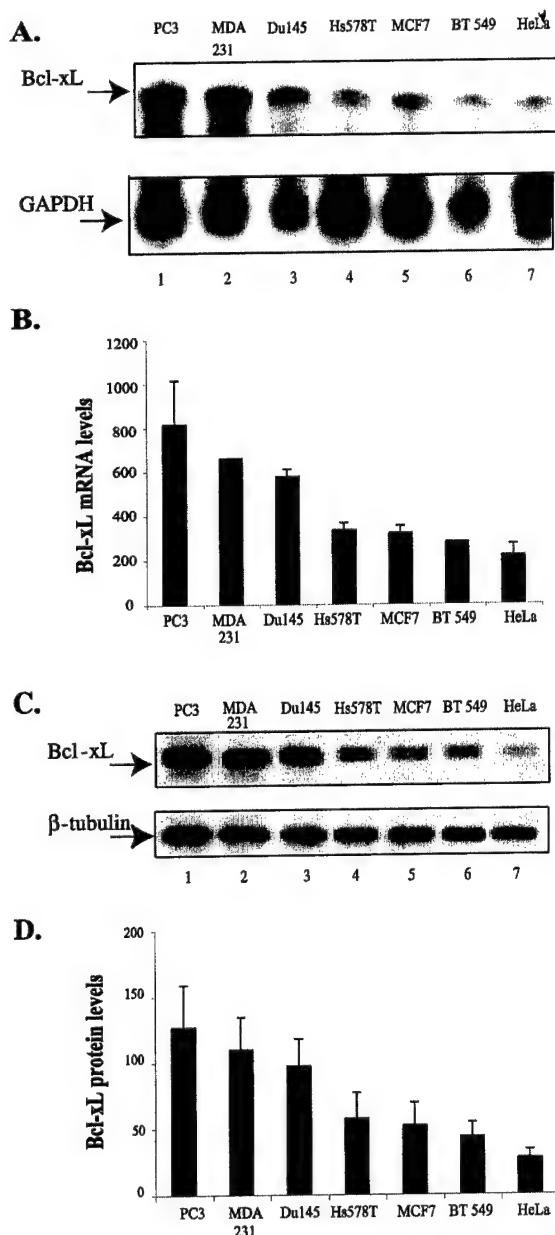 A.
PC3 MDA 231 Du145 Hs578T MCF7 BT 549 HeLa
Bcl-xL
GAPDH
1 2 3 4 5 6 7
B.
Bcl-xL mRNA levels
1200
1000
800
600
400
200
0
PC3 MDA 231 Du145 Hs578T MCF7 BT 549 HeLa
C.
PC3 MDA 231 Du145 Hs578T MCF7 BT 549 HeLa
Bcl-xL
β-tubulin
1 2 3 4 5 6 7
D.
Bcl-xL protein levels
200
150
100
50
0
PC3 MDA 231 Du145 Hs578T MCF7 BT 549 HeLa